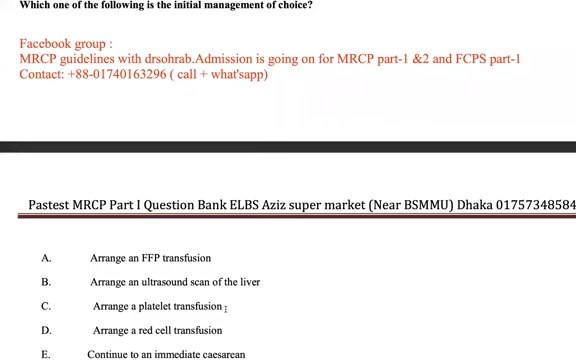 Which one of the following is the initial management of choice?
Facebook group :
MRCP guidelines with drsohrab.Admission is going on for MRCP part-1 &2 and FCPS part-1
Contact: +88-01740163296 ( call + what'sapp)
Pastest MRCP Part I Question Bank ELBS Aziz super market (Near BSMMU) Dhaka 01757348584
A. Arrange an FFP transfusion
B. Arrange an ultrasound scan of the liver
C. Arrange a platelet transfusion
D. Arrange a red cell transfusion
E. Continue to an immediate caesarean